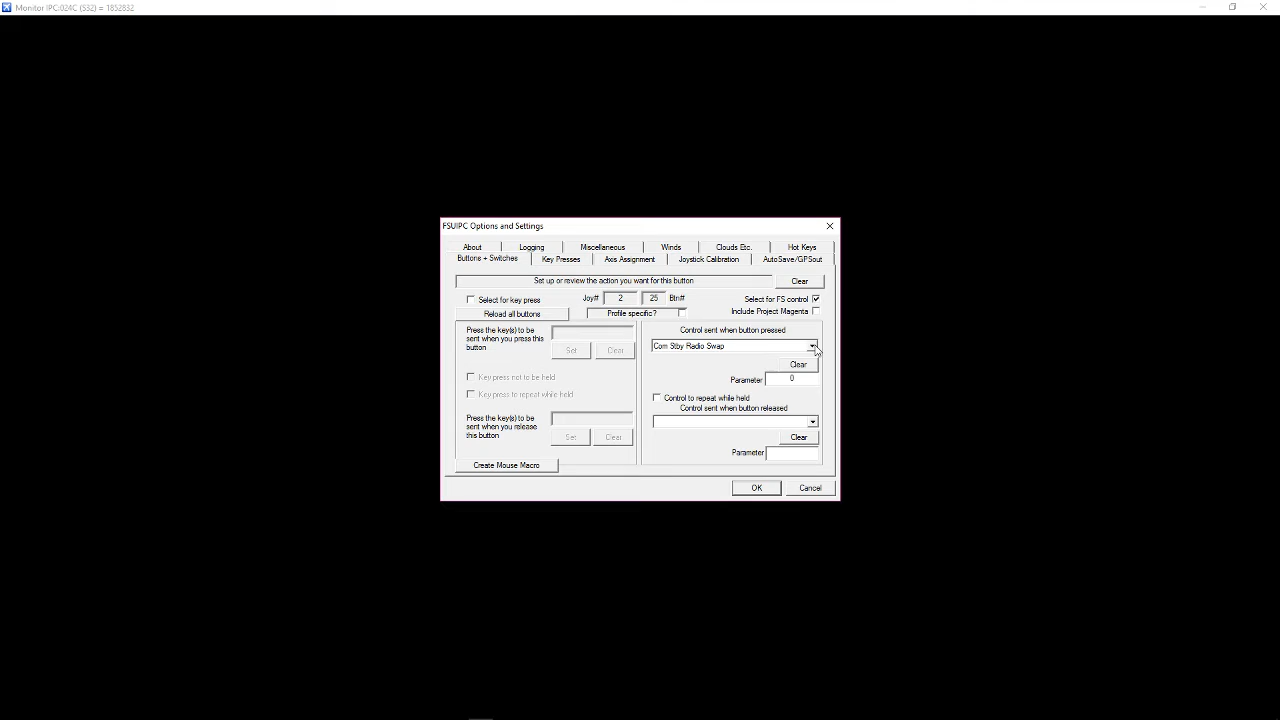 Monitor IPC:024C (S32) = 1852832
FSUIPC Options and Settings
About Logging Miscellaneous Winds Clouds Etc. Hot Keys
Buttons + Switches Key Presses Axis Assignment Joystick Calibration AutoSave/GPSout
Set up or review the action you want for this button Clear
Select for key press Joy# 2 25 Btn# Select for FS control
Reload all buttons Profile specific? Include Project Magenta
Press the key(s) to be
sent when you press this
button
Set Clear
Key press not to be held
Key press to repeat while held
Press the key(s) to be
sent when you release
this button
Set Clear
Create Mouse Macro
Control sent when button pressed
Com Stby Radio Swap
Clear
Parameter 0
Control to repeat while held
Control sent when button released
Clear
Parameter
OK Cancel